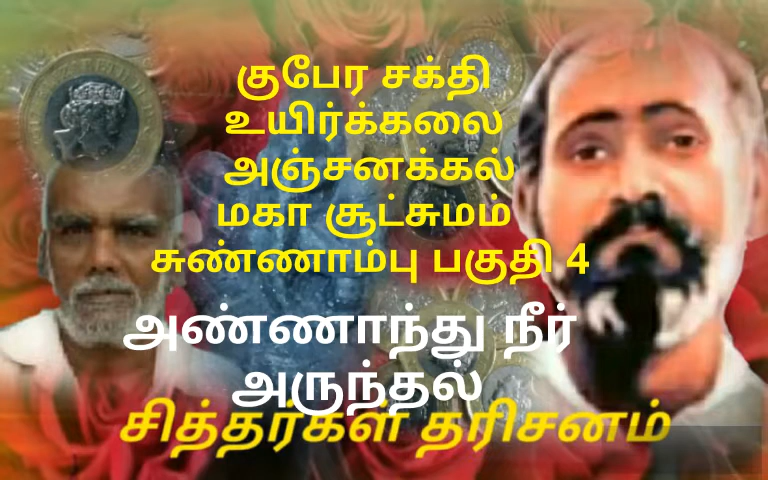 குபேர சக்தி
உயிர்க்கலை
அஞ்சனக்கல்
மகா சூட்சுமம்
சுண்ணாம்பு பகுதி 4
அண்ணாந்து நீர்
அருந்தல்
சித்தர்கள் தரிசனம்